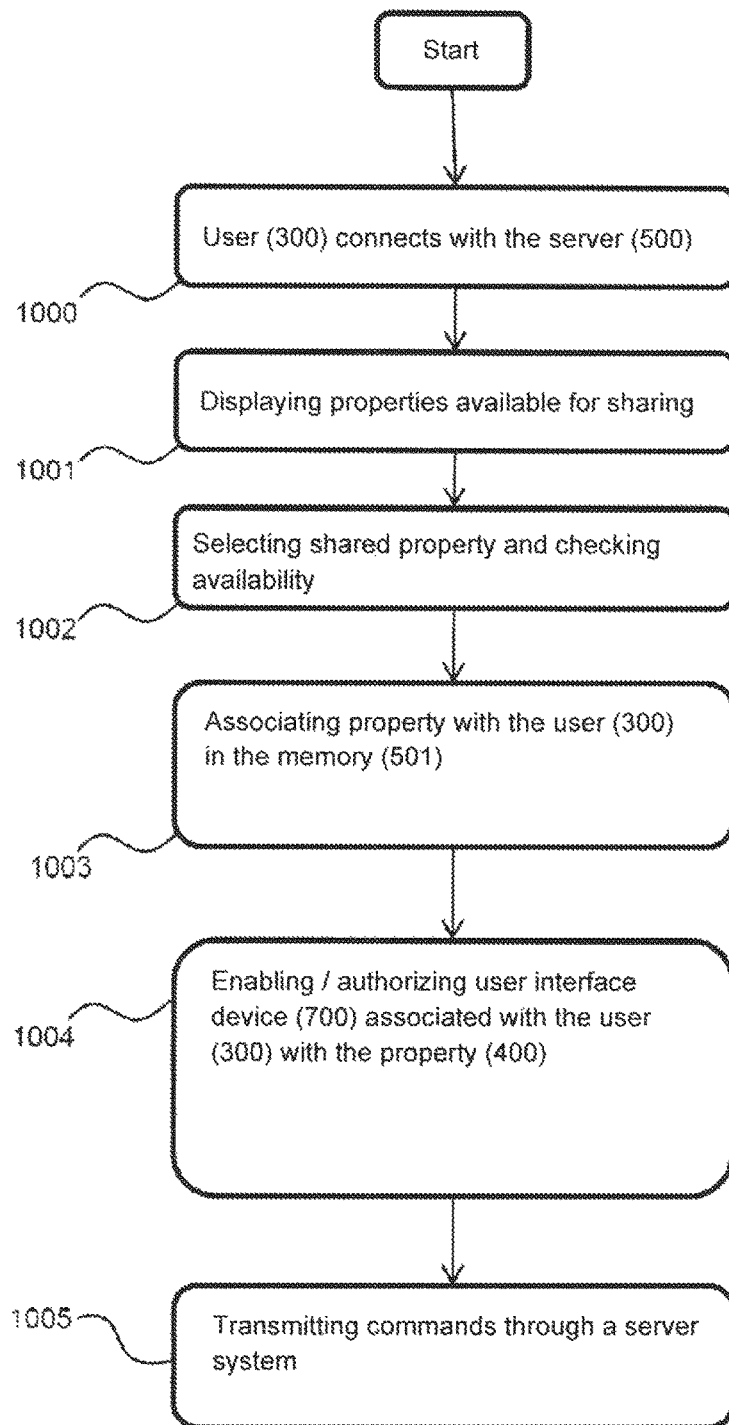 Start
User (300) connects with the server (500)
1000
Displaying properties available for sharing
1001
Selecting shared property and checking
availability
1002
Associating property with the user (300)
in the memory (501)
1003
Enabling / authorizing user interface
device (700) associated with the user
(300) with the property (400)
1004
Transmitting commands through a server
system
1005